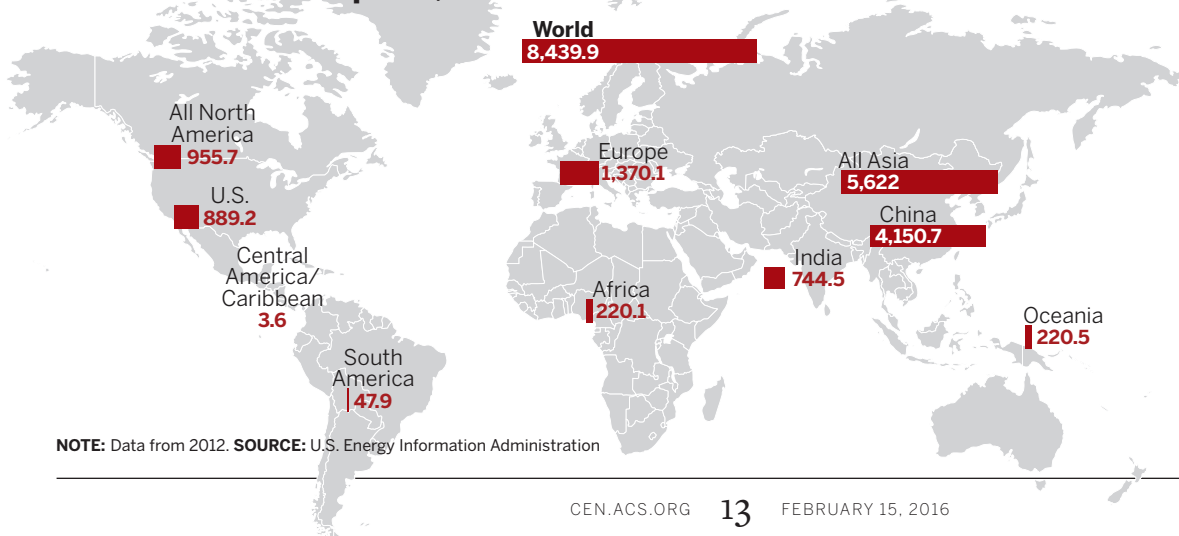 World
8,439.9
All North
America
955.7
U.S.
889.2
Central
America/
Caribbean
3.6
South
America
47.9
Europe
1,370.1
Africa
220.1
All Asia
5,622
China
4,150.7
India
744.5
Oceania
220.5
NOTE: Data from 2012. SOURCE: U.S. Energy Information Administration
CEN.ACS.ORG 13 FEBRUARY 15, 2016